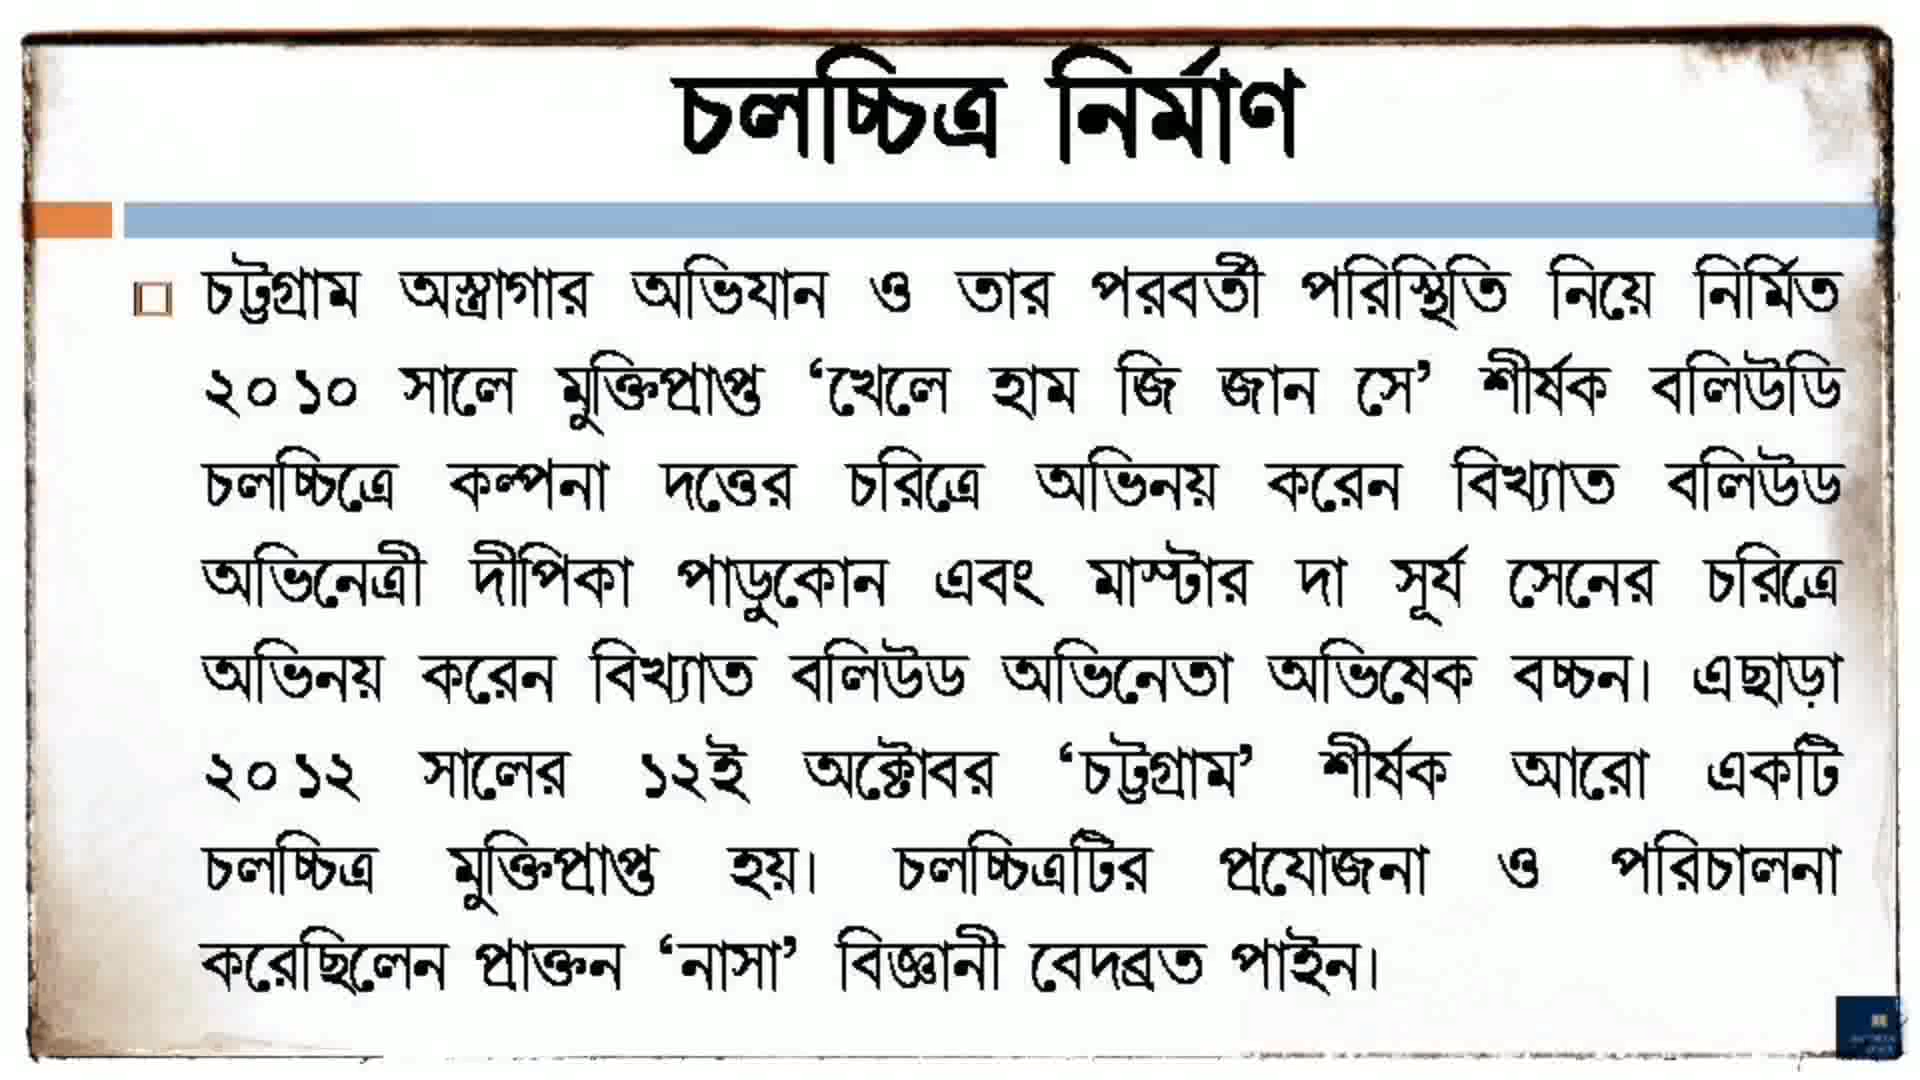 চলচ্চিত্র নির্মাণ
চট্টগ্রাম অস্ত্রাগার অভিযান ও তার পরবর্তী পরিস্থিতি নিয়ে নির্মিত
২০১০ সালে মুক্তিপ্রাপ্ত ‘খেলে হাম জি জান সে’ শীর্ষক বলিউডি
চলচ্চিত্রে কল্পনা দত্তের চরিত্রে অভিনয় করেন বিখ্যাত বলিউড
অভিনেত্রী দীপিকা পাডুকোন এবং মাস্টার দা সূর্য সেনের চরিত্রে
অভিনয় করেন বিখ্যাত বলিউড অভিনেতা অভিষেক বচ্চন। এছাড়া
২০১২ সালের ১২ই অক্টোবর ‘চট্টগ্রাম’ শীর্ষক আরো একটি
চলচ্চিত্র মুক্তিপ্রাপ্ত হয়। চলচ্চিত্রটির প্রযোজনা ও পরিচালনা
করেছিলেন প্রাক্তন ‘নাসা’ বিজ্ঞানী বেদব্রত পাইন।